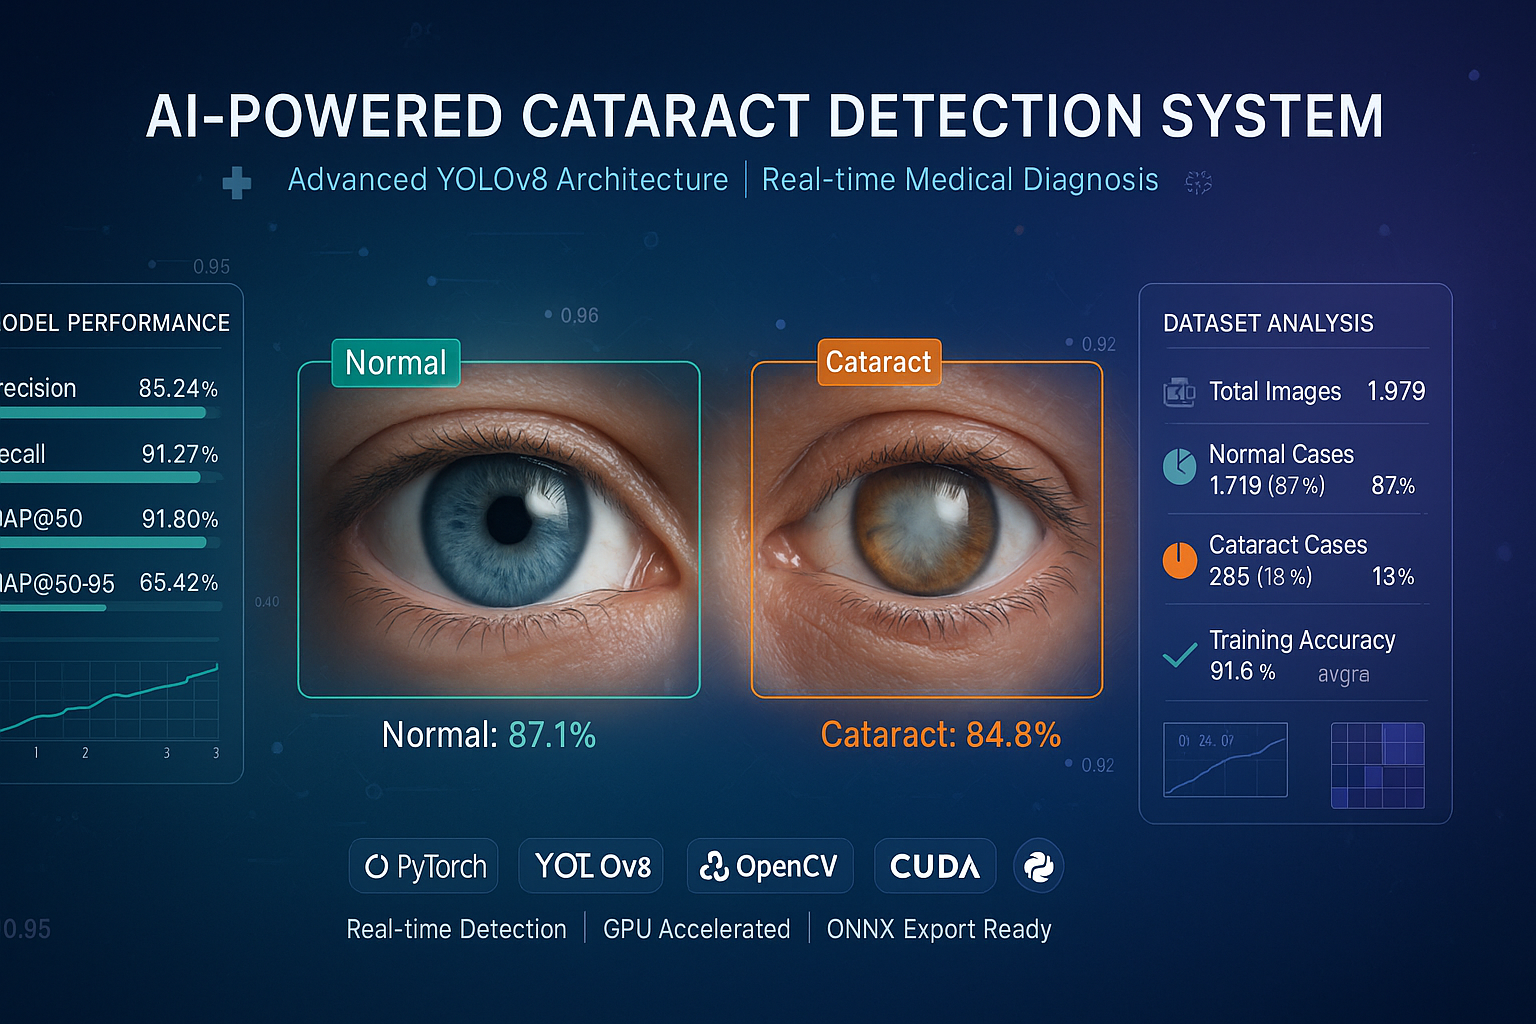 AI-POWERED CATARACT DETECTION SYSTEM
Advanced YOLOv8 Architecture | Real-time Medical Diagnosis
0.95
ODEL PERFORMANCE
recision 85.24%
ecall 91.27%
AP@50 91.80%
AP@50-95 65.42%
1 2 3 3
0.96
0.92
Normal
Cataract
0.40
Normal: 87.1%
Cataract: 84.8%
0.92
DATASET ANALYSIS
Total Images 1.979
Normal Cases
1.719 (87%) 87.%
Cataract Cases
285 (18 %) 13%
Training Accuracy
91.6 % avgra
01 24. 07
PyTorch
YOLOv8
OpenCV
CUDA
Real-time Detection | GPU Accelerated | ONNX Export Ready
0.95